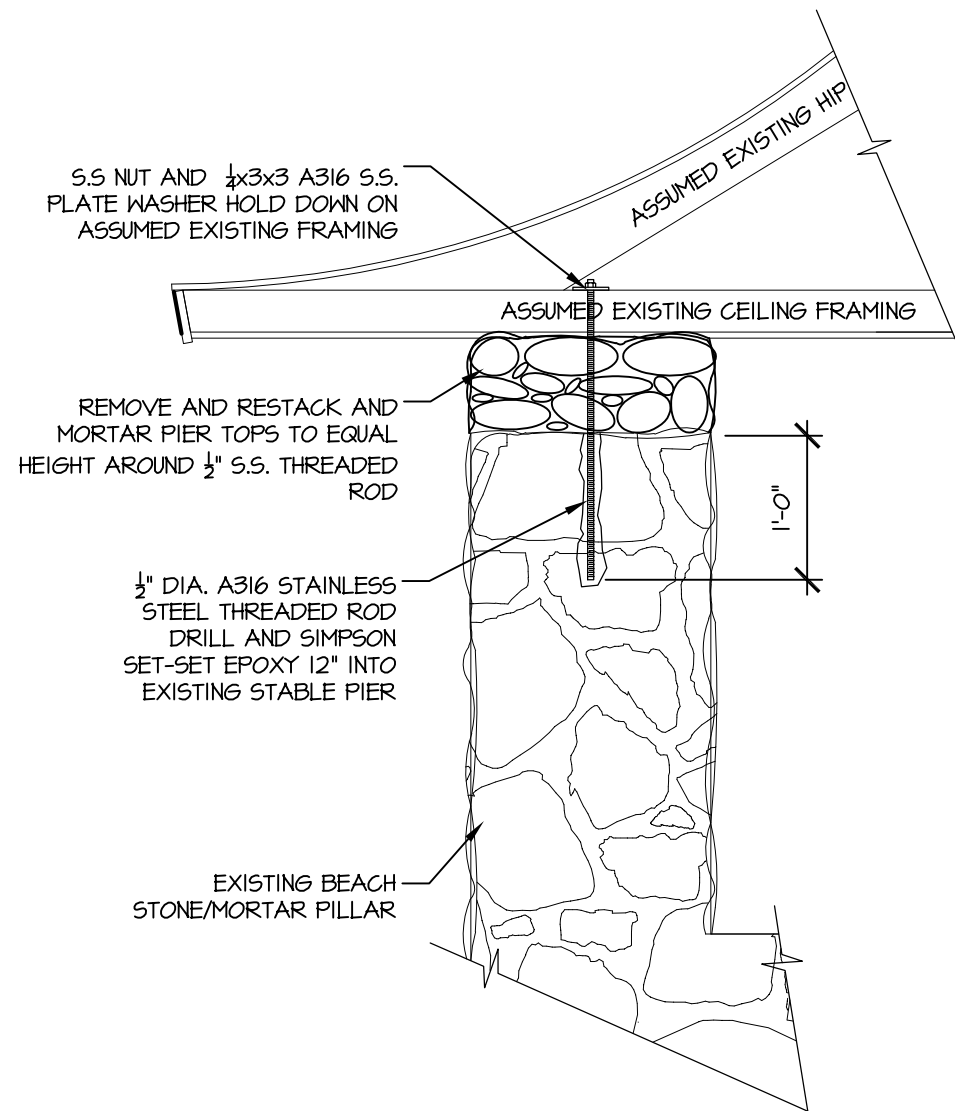 ASSUMED EXISTING HIP
S.S NUT AND ¼x3x3 A316 S.S.
PLATE WASHER HOLD DOWN ON
ASSUMED EXISTING FRAMING
ASSUMED EXISTING CEILING FRAMING
REMOVE AND RESTACK AND
MORTAR PIER TOPS TO EQUAL
HEIGHT AROUND ½" S.S. THREADED
ROD
1'-0"
½" DIA. A316 STAINLESS
STEEL THREADED ROD
DRILL AND SIMPSON
SET-SET EPOXY 12" INTO
EXISTING STABLE PIER
EXISTING BEACH
STONE/MORTAR PILLAR